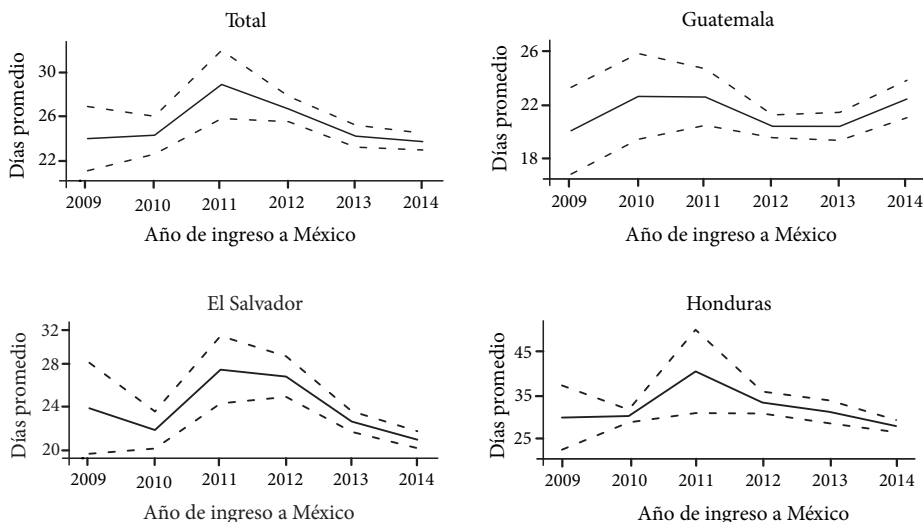 Total
Días promedio
30
26
22
2009 2010 2011 2012 2013 2014
Año de ingreso a México
Guatemala
Días promedio
26
22
18
2009 2010 2011 2012 2013 2014
Año de ingreso a México
El Salvador
Días promedio
32
28
24
20
2009 2010 2011 2012 2013 2014
Año de ingreso a México
Honduras
Días promedio
45
35
25
2009 2010 2011 2012 2013 2014
Año de ingreso a México